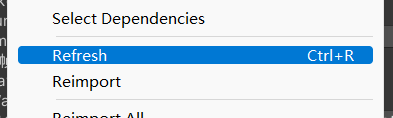 Select Dependencies
Refresh Ctrl+R
Reimport
Reimport All